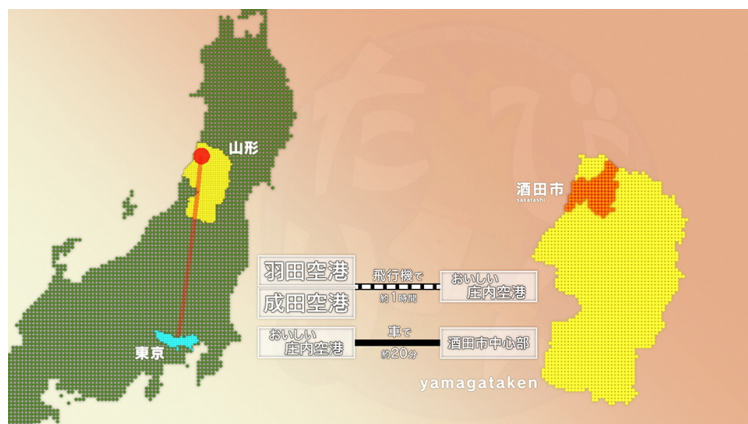 山形
酒田市
sakatashi
羽田空港
成田空港
飛行機で
約1時間
おいしい
庄内空港
おいしい
庄内空港
車で
約20分
酒田市中心部
東京
yamagataken